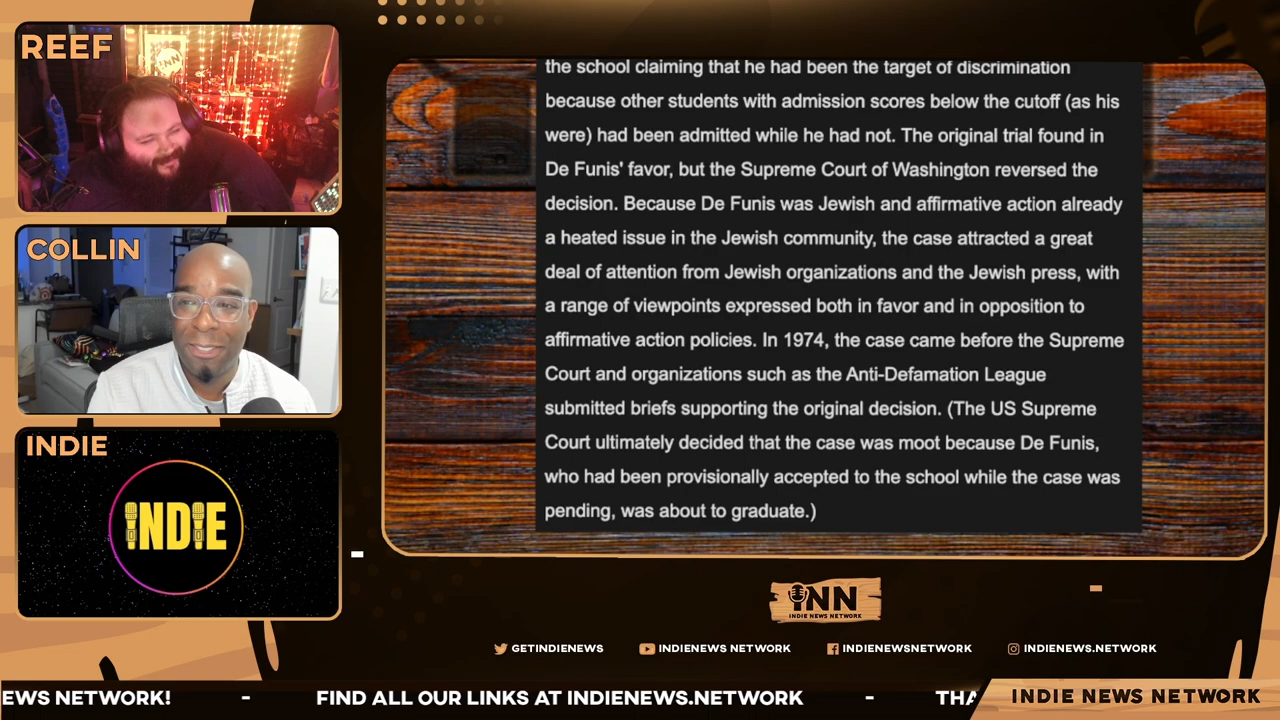 REEF
INN
COLLIN
INDIE
INDIE
the school claiming that he had been the target of discrimination
because other students with admission scores below the cutoff (as his
were) had been admitted while he had not. The original trial found in
De Funis' favor, but the Supreme Court of Washington reversed the
decision. Because De Funis was Jewish and affirmative action already
a heated issue in the Jewish community, the case attracted a great
deal of attention from Jewish organizations and the Jewish press, with
a range of viewpoints expressed both in favor and in opposition to
affirmative action policies. In 1974, the case came before the Supreme
Court and organizations such as the Anti-Defamation League
submitted briefs supporting the original decision. (The US Supreme
Court ultimately decided that the case was moot because De Funis,
who had been provisionally accepted to the school while the case was
pending, was about to graduate.)
INN
INDIE NEWS NETWORK
GETINDIENEWS
INDIENEWS NETWORK
INDIENEWSNETWORK
INDIENEWS.NETWORK
EWS NETWORK! - FIND ALL OUR LINKS AT INDIENEWS.NETWORK - THA
INDIE NEWS NETWORK